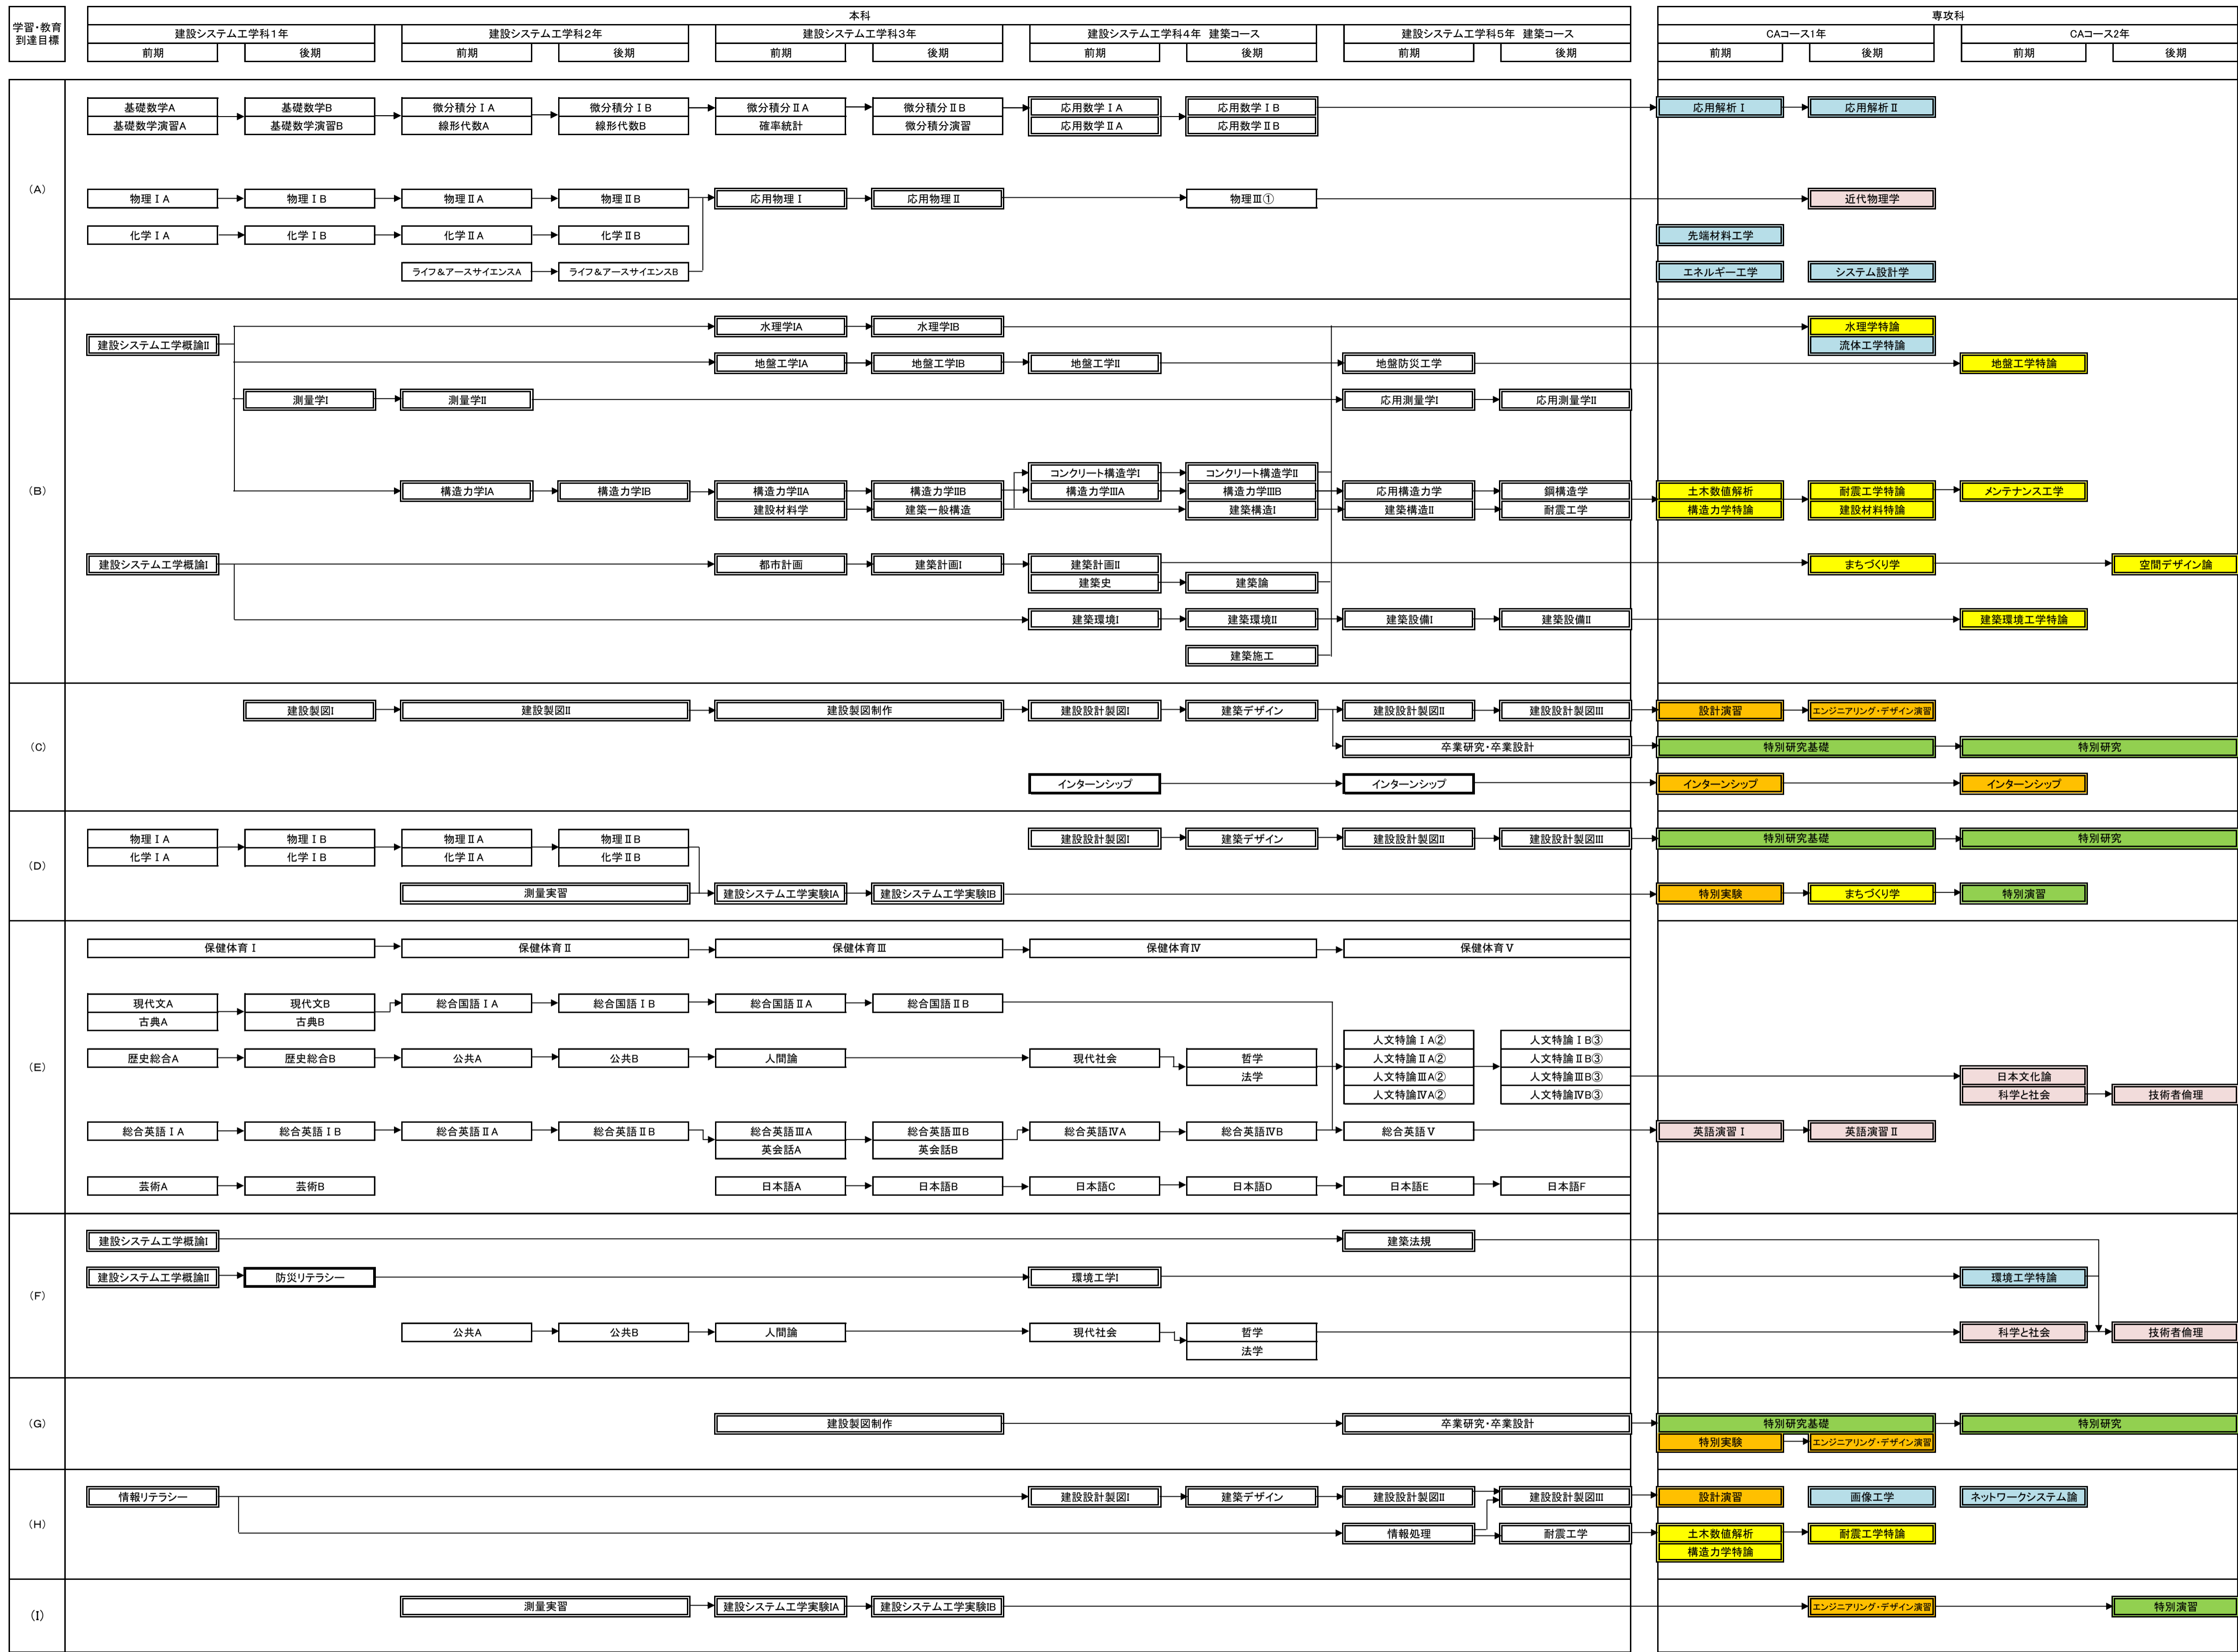 学習・教育
到達目標
本科
専攻科
建設システム工学科1年 建設システム工学科2年 建設システム工学科3年 建設システム工学科4年 建築コース 建設システム工学科5年 建築コース CAコース1年 CAコース2年
前期 後期 前期 後期 前期 後期 前期 後期 前期 後期 前期 後期 前期 後期
(A)
基礎数学A 基礎数学B 微分積分ⅠA 微分積分ⅠB 微分積分ⅡA 微分積分ⅡB 応用数学ⅠA 応用数学ⅠB 応用解析Ⅰ 応用解析Ⅱ
基礎数学演習A 基礎数学演習B 線形代数A 線形代数B 確率統計 微分積分演習 応用数学ⅡA 応用数学ⅡB
物理ⅠA 物理ⅠB 物理ⅡA 物理ⅡB 応用物理Ⅰ 応用物理Ⅱ 物理Ⅲ① 近代物理学
化学ⅠA 化学ⅠB 化学ⅡA 化学ⅡB 先端材料工学
ライフ&アースサイエンスA ライフ&アースサイエンスB エネルギー工学 システム設計学
(B)
水理学IA 水理学IB 水理学特論
建設システム工学概論II 流体工学特論
地盤工学IA 地盤工学IB 地盤工学II 地盤防災工学 地盤工学特論
測量学I 測量学II 応用測量学I 応用測量学II
コンクリート構造学I コンクリート構造学II
構造力学IA 構造力学IB 構造力学IIA 構造力学IIB 構造力学IIIA 構造力学IIIB 応用構造力学 鋼構造学 土木数値解析 耐震工学特論 メンテナンス工学
建設材料学 建築一般構造 建築構造I 建築構造II 耐震工学 構造力学特論 建設材料特論
建設システム工学概論I 都市計画 建築計画I 建築計画II まちづくり学 空間デザイン論
建築史 建築論
建築環境I 建築環境II 建築設備I 建築設備II 建築環境工学特論
建築施工
(C)
建設製図I 建設製図II 建設製図制作 建設設計製図I 建築デザイン 建設設計製図II 建設設計製図III 設計演習 エンジニアリング・デザイン演習
卒業研究・卒業設計 特別研究基礎 特別研究
インターンシップ インターンシップ インターンシップ インターンシップ
(D)
物理ⅠA 物理ⅠB 物理ⅡA 物理ⅡB 建設設計製図I 建築デザイン 建設設計製図II 建設設計製図III 特別研究基礎 特別研究
化学ⅠA 化学ⅠB 化学ⅡA 化学ⅡB
測量実習 建設システム工学実験IA 建設システム工学実験IB 特別実験 まちづくり学 特別演習
(E)
保健体育Ⅰ 保健体育Ⅱ 保健体育Ⅲ 保健体育Ⅳ 保健体育Ⅴ
現代文A 現代文B 総合国語ⅠA 総合国語ⅠB 総合国語ⅡA 総合国語ⅡB
古典A 古典B
人文特論ⅠA② 人文特論ⅠB③
歴史総合A 歴史総合B 公共A 公共B 人間論 現代社会 哲学 人文特論ⅡA② 人文特論ⅡB③
法学 人文特論ⅢA② 人文特論ⅢB③ 日本文化論
人文特論ⅣA② 人文特論ⅣB③ 科学と社会 技術者倫理
総合英語ⅠA 総合英語ⅠB 総合英語ⅡA 総合英語ⅡB 総合英語ⅢA 総合英語ⅢB 総合英語ⅣA 総合英語ⅣB 総合英語Ⅴ 英語演習Ⅰ 英語演習Ⅱ
英会話A 英会話B
芸術A 芸術B 日本語A 日本語B 日本語C 日本語D 日本語E 日本語F
(F)
建設システム工学概論I 建築法規
建設システム工学概論II 防災リテラシー 環境工学I 環境工学特論
公共A 公共B 人間論 現代社会 哲学 科学と社会 技術者倫理
法学
(G)
建設製図制作 卒業研究・卒業設計 特別研究基礎 特別研究
特別実験 エンジニアリング・デザイン演習
(H)
情報リテラシー 建設設計製図I 建築デザイン 建設設計製図II 建設設計製図III 設計演習 画像工学 ネットワークシステム論
情報処理 耐震工学 土木数値解析 耐震工学特論
構造力学特論
(I)
測量実習 建設システム工学実験IA 建設システム工学実験IB エンジニアリング・デザイン演習 特別演習